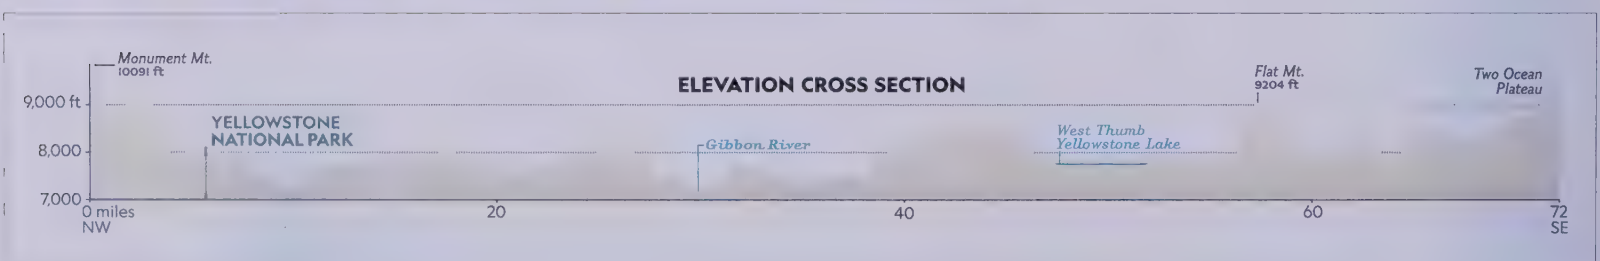 Monument Mt.
10091 ft
ELEVATION CROSS SECTION
Flat Mt.
9204 ft
Two Ocean
Plateau
9,000 ft
YELLOWSTONE
NATIONAL PARK
8,000
Gibbon River
West Thumb
Yellowstone Lake
7,000
0 miles
NW
20
40
60
72
SE